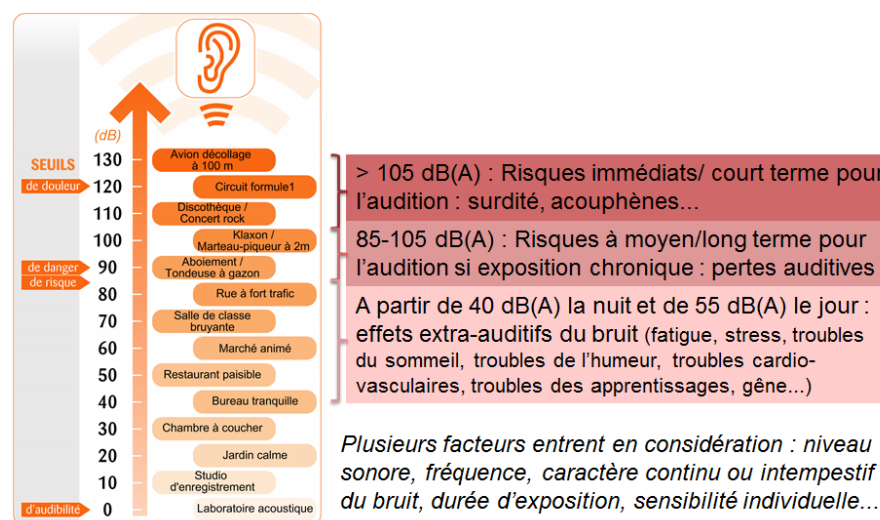 (dB)
SEUILS
130
Avion décollage
à 100 m
de douleur
120
Circuit formule1
110
Discothèque /
Concert rock
100
Klaxon /
Marteau-piqueur à 2m
de danger
90
Aboiement /
Tondeuse à gazon
de risque
80
Rue à fort trafic
70
Salle de classe
bruyante
60
Marché animé
50
Restaurant paisible
40
Bureau tranquille
30
Chambre à coucher
20
Jardin calme
10
Studio
d'enregistrement
d'audibilité
0
Laboratoire acoustique
> 105 dB(A) : Risques immédiats/ court terme pour
l'audition : surdité, acouphènes...
85-105 dB(A) : Risques à moyen/long terme pour
l'audition si exposition chronique : pertes auditives
A partir de 40 dB(A) la nuit et de 55 dB(A) le jour :
effets extra-auditifs du bruit (fatigue, stress, troubles
du sommeil, troubles de l'humeur, troubles cardio-
vasculaires, troubles des apprentissages, gêne...)
Plusieurs facteurs entrent en considération : niveau
sonore, fréquence, caractère continu ou intempestif
du bruit, durée d'exposition, sensibilité individuelle...